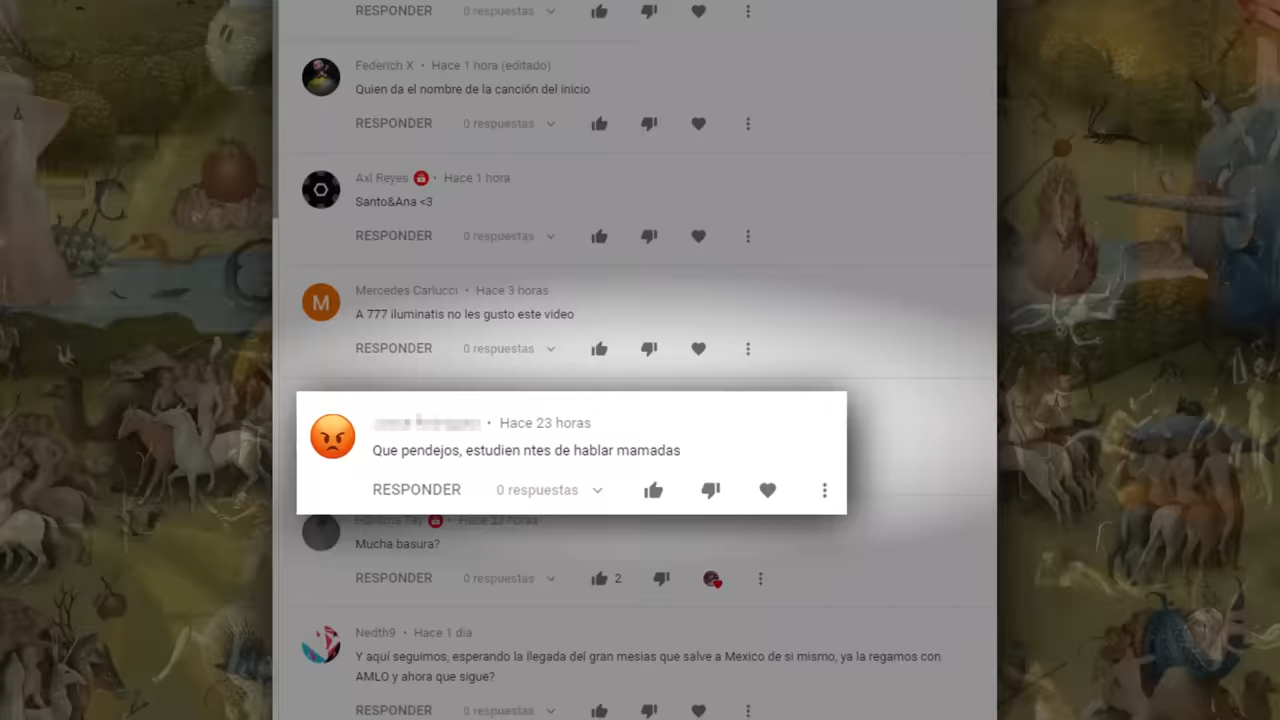 RESPONDER 0 respuestas
Federich X • Hace 1 hora (editado)
Quien da el nombre de la canción del inicio
RESPONDER 0 respuestas
Axl Reyes • Hace 1 hora
Santo&Ana <3
RESPONDER 0 respuestas
M
Mercedes Carlucci • Hace 3 horas
A 777 iluminatis no les gusto este video
RESPONDER 0 respuestas
• Hace 23 horas
Que pendejos, estudien ntes de hablar mamadas
RESPONDER 0 respuestas
Hace 23 horas
Mucha basura?
RESPONDER 0 respuestas 2
Nedth9 • Hace 1 día
Y aquí seguimos, esperando la llegada del gran mesias que salve a Mexico de si mismo, ya la regamos con
AMLO y ahora que sigue?
RESPONDER 0 respuestas